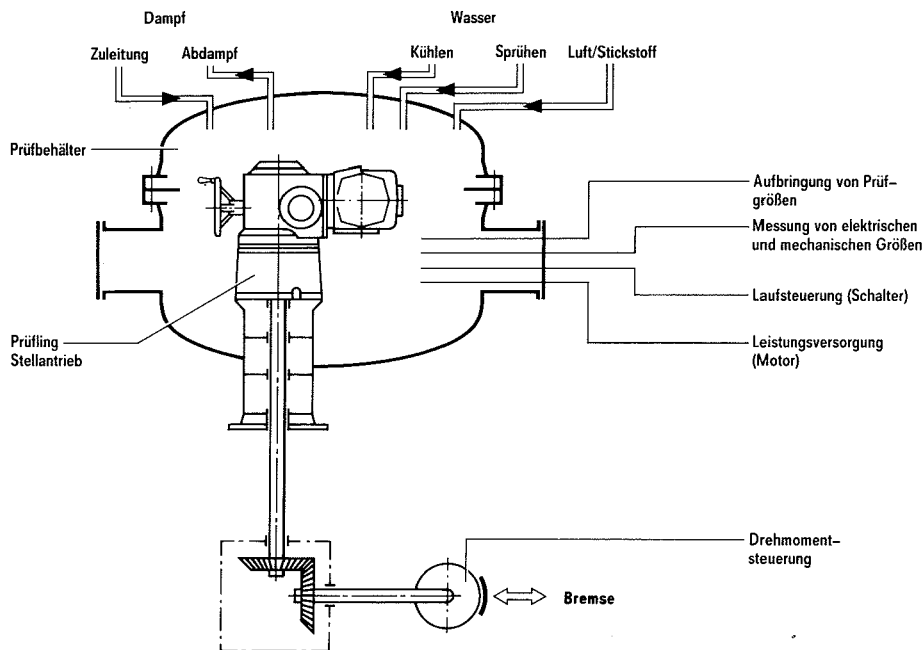 Dampf
Wasser
Zuleitung
Abdampf
Kühlen
Sprühen
Luft/Stickstoff
Prüfbehälter
Aufbringung von Prüf–
größen
Messung von elektrischen
und mechanischen Größen
Laufsteuerung (Schalter)
Prüfling
Stellantrieb
Leistungsversorgung
(Motor)
Drehmoment–
steuerung
Bremse